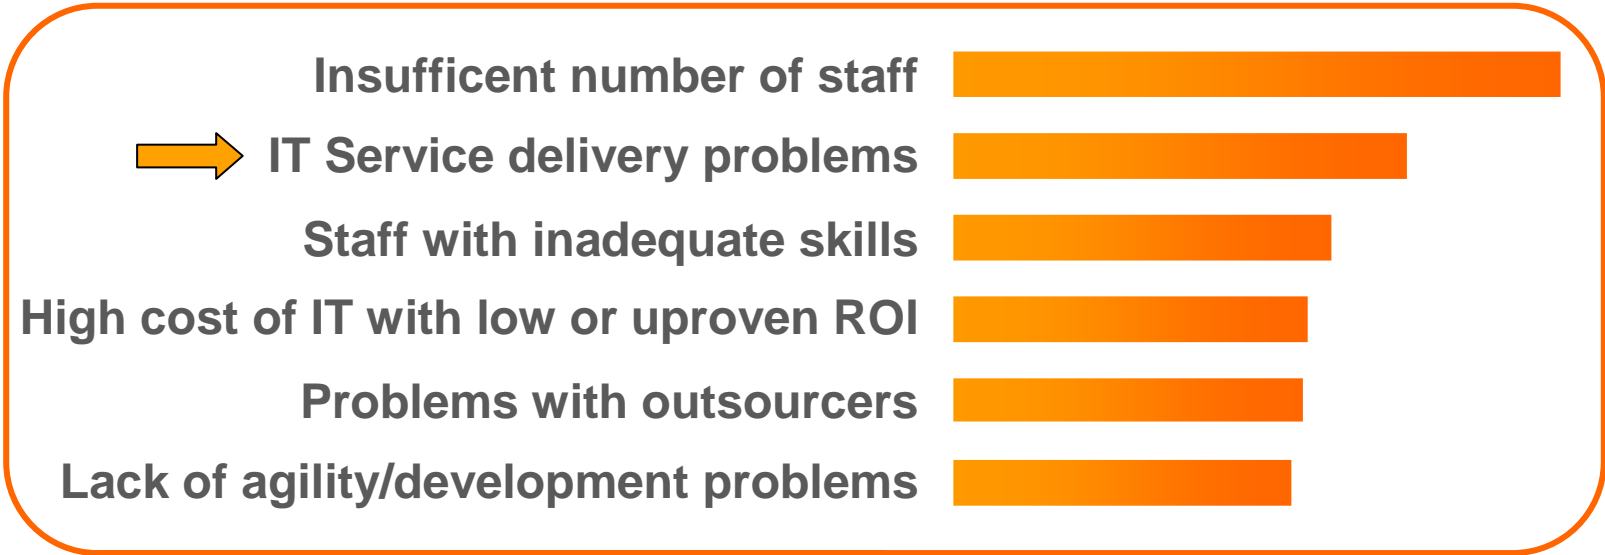 Insufficent number of staff
IT Service delivery problems
Staff with inadequate skills
High cost of IT with low or uproven ROI
Problems with outsourcers
Lack of agility/development problems